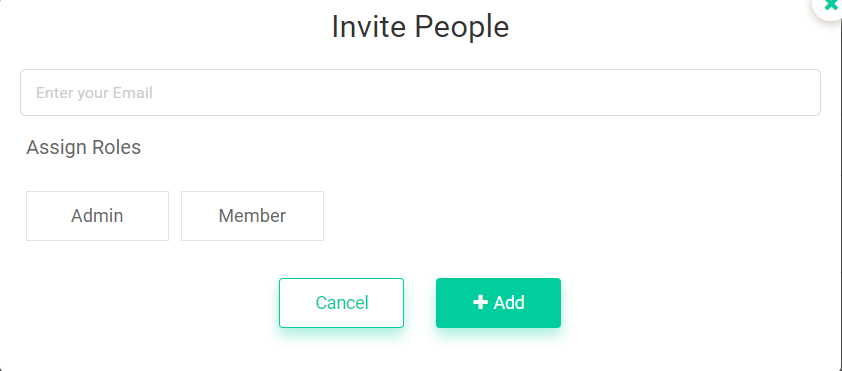 Invite People
Enter your Email
Assign Roles
Admin Member
Cancel Add